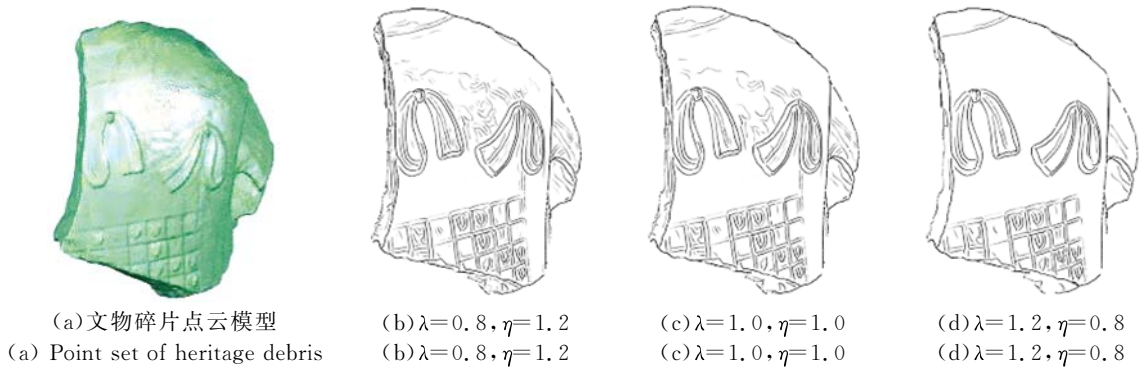 (a)文物碎片点云模型
(a) Point set of heritage debris
(b)λ=0.8,η=1.2
(b)λ=0.8,η=1.2
(c)λ=1.0,η=1.0
(c)λ=1.0,η=1.0
(d)λ=1.2,η=0.8
(d)λ=1.2,η=0.8